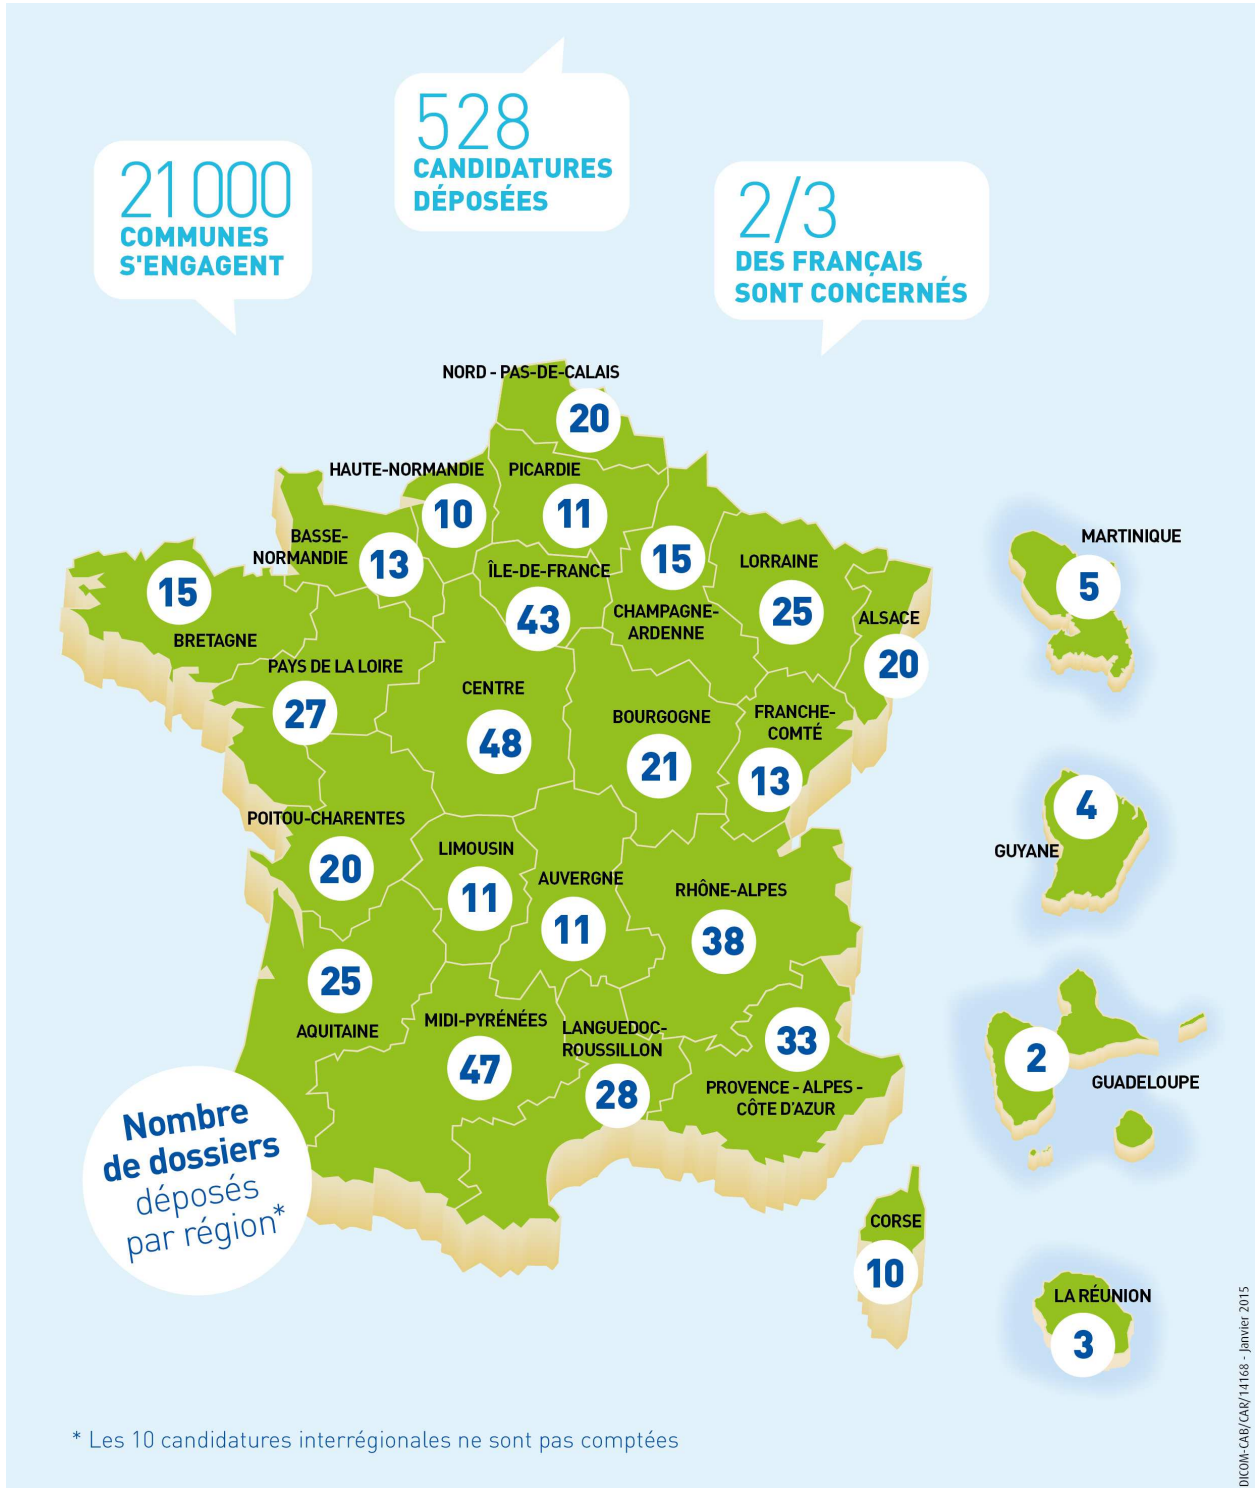 528
CANDIDATURES
DÉPOSÉES
21 000
COMMUNES
S'ENGAGENT
2/3
DES FRANÇAIS
SONT CONCERNÉS
NORD - PAS-DE-CALAIS
20
HAUTE-NORMANDIE
10
PICARDIE
11
BASSE-
NORMANDIE
13
15
BRETAGNE
ÎLE-DE-FRANCE
43
15
CHAMPAGNE-
ARDENNE
LORRAINE
25
ALSACE
20
PAYS DE LA LOIRE
27
CENTRE
48
BOURGOGNE
21
FRANCHE-
COMTÉ
13
POITOU-CHARENTES
20
LIMOUSIN
11
AUVERGNE
11
RHÔNE-ALPES
38
25
AQUITAINE
MIDI-PYRÉNÉES
47
LANGUEDOC-
ROUSSILLON
28
33
PROVENCE - ALPES -
CÔTE D'AZUR
CORSE
10
MARTINIQUE
5
4
GUYANE
2
GUADELOUPE
LA RÉUNION
3
Nombre
de dossiers
déposés
par région*
* Les 10 candidatures interrégionales ne sont pas comptées
DICOM-CAB/CAR/14168 - Janvier 2015